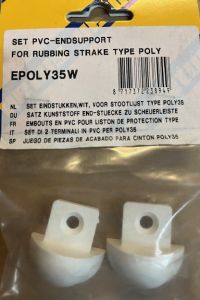 SET PVC-ENDSUPPORT
FOR RUBBING STRAKE TYPE POLY
EPOLY35W
NL : SET EINDSTUKKEN,WIT, VOOR STOOTLIJST TYPE POLY35
DU : SATZ KUNSTSTOFF END-STUECKE ZU SCHEUERLEISTE
FR : EMBOUTS EN PVC POUR LISTON DE PROTECTION TYPE
IT : SET DI 2 TERMINALI IN PVC PER POLY35
SP : JUEGO DE PIEZAS DE ACABADO PARA CINTON POLY35